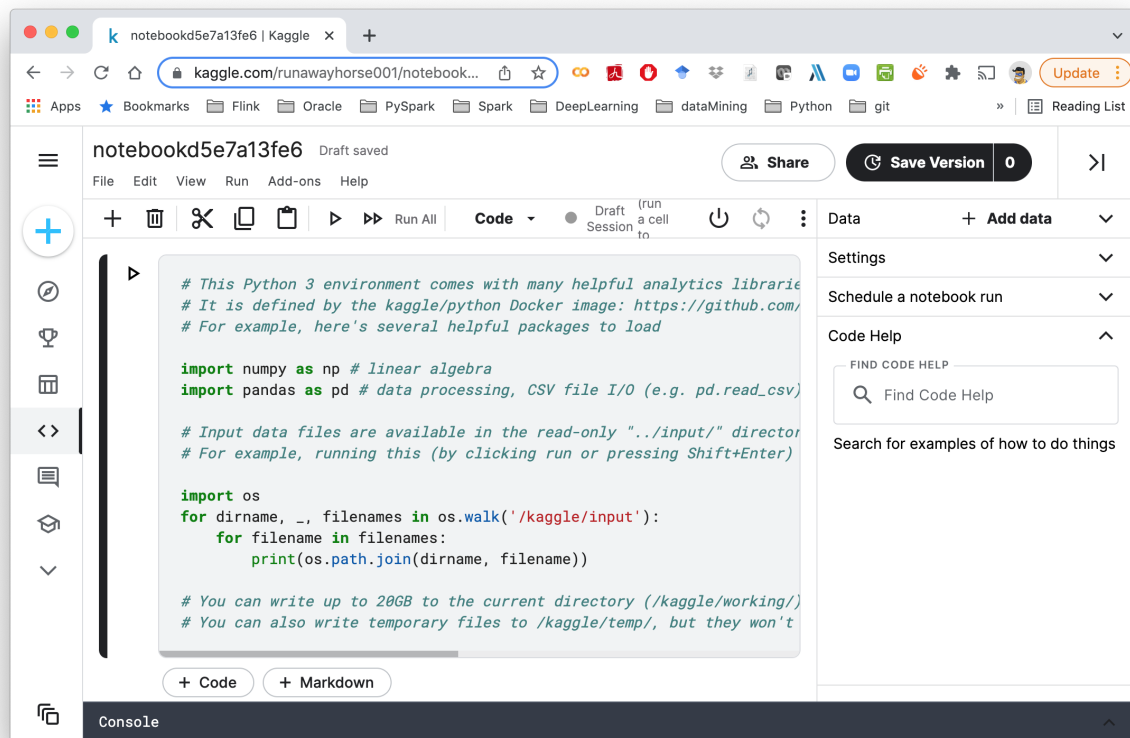 notebookd5e7a13fe6 | Kaggle
kaggle.com/runawayhorse001/notebook...
Update
Apps Bookmarks Flink Oracle PySpark Spark DeepLearning dataMining Python git » Reading List
notebookd5e7a13fe6 Draft saved
Share
Save Version 0
File Edit View Run Add-ons Help
Run All
Code
Draft Session
(run a cell to
Data
+ Add data
Settings
Schedule a notebook run
Code Help
FIND CODE HELP
Find Code Help
Search for examples of how to do things
# This Python 3 environment comes with many helpful analytics librarie
# It is defined by the kaggle/python Docker image: https://github.com/
# For example, here's several helpful packages to load
import numpy as np # linear algebra
import pandas as pd # data processing, CSV file I/O (e.g. pd.read_csv)
# Input data files are available in the read-only "../input/" director
# For example, running this (by clicking run or pressing Shift+Enter)
import os
for dirname, _, filenames in os.walk('/kaggle/input'):
    for filename in filenames:
        print(os.path.join(dirname, filename))
# You can write up to 20GB to the current directory (/kaggle/working/)
# You can also write temporary files to /kaggle/temp/, but they won't
+ Code
+ Markdown
Console